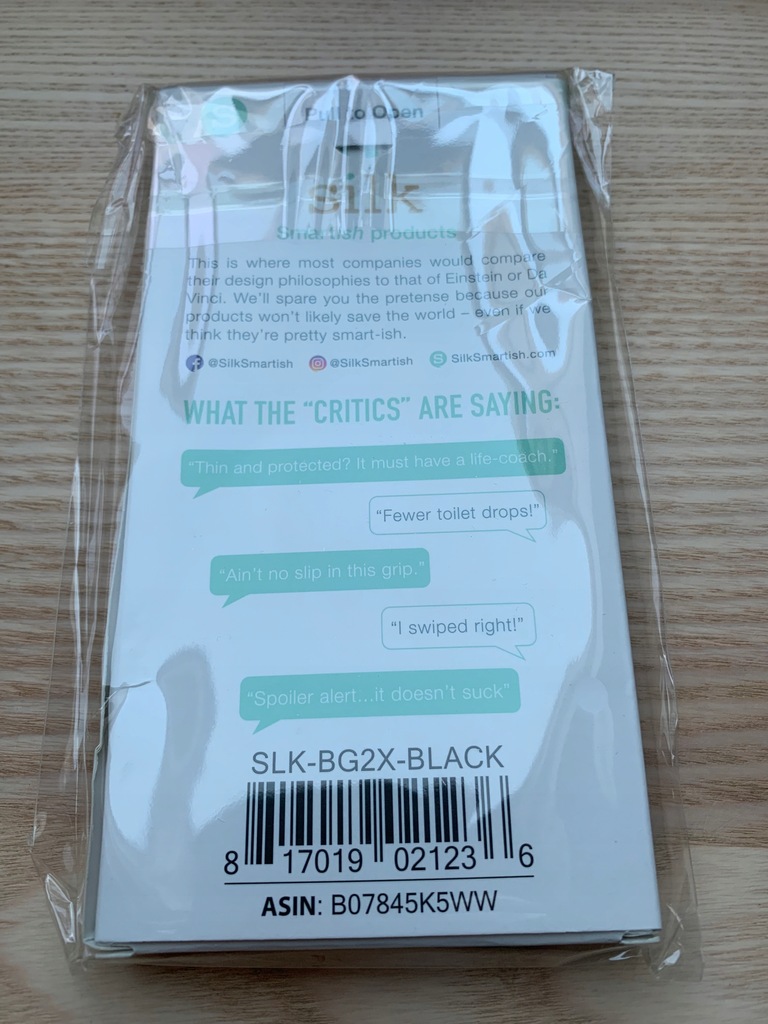 S
Pull to Open
silk
Smartish products
This is where most companies would compare
their design philosophies to that of Einstein or Da
Vinci. We'll spare you the pretense because our
products won't likely save the world – even if we
think they're pretty smart-ish.
@SilkSmartish @SilkSmartish S SilkSmartish.com
WHAT THE "CRITICS" ARE SAYING:
"Thin and protected? It must have a life-coach."
"Fewer toilet drops!"
"Ain't no slip in this grip."
"I swiped right!"
"Spoiler alert...it doesn't suck"
SLK-BG2X-BLACK
8 17019 02123 6
ASIN: B07845K5WW